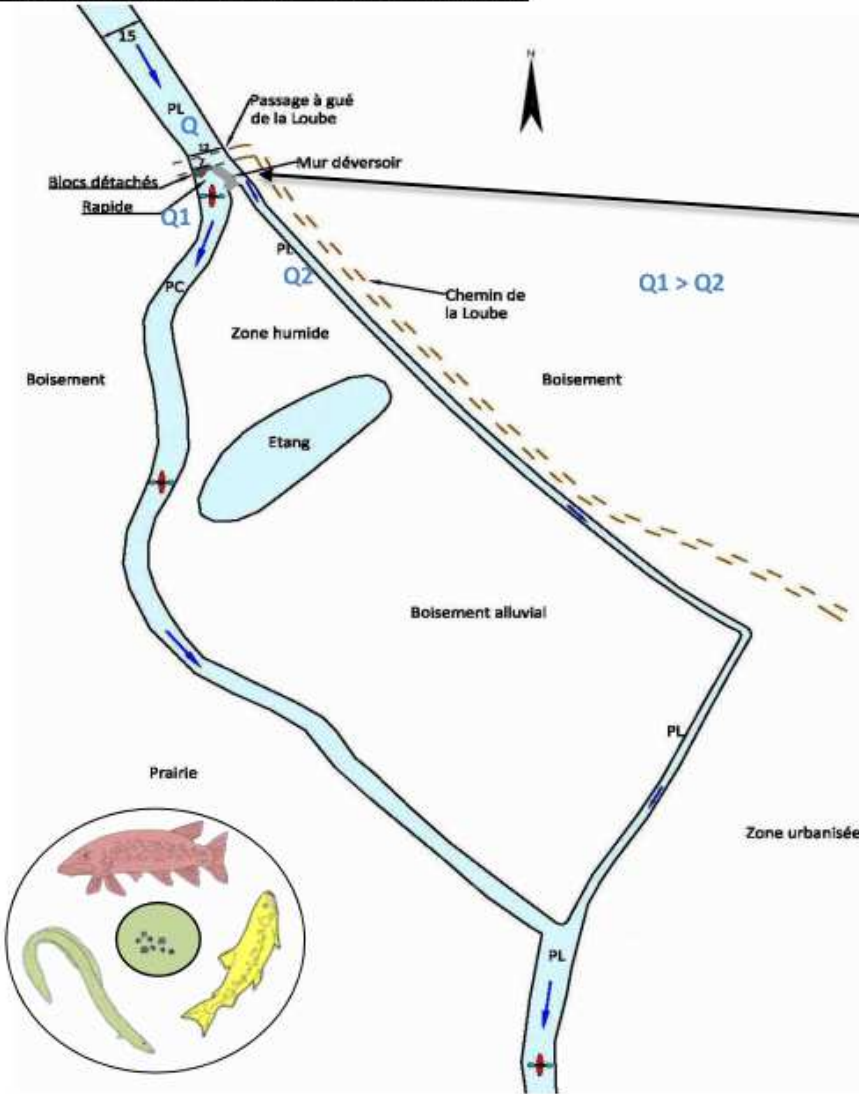 15
PL
Q
Passage à gué
de la Loube
N
12
7
Mur déversoir
Blocs détachés
Rapide
Q1
PL
Q2
Q1 > Q2
PC
Chemin de
la Loube
Zone humide
Boisement
Boisement
Etang
Boisement alluvial
PL
Prairie
Zone urbanisée
PL